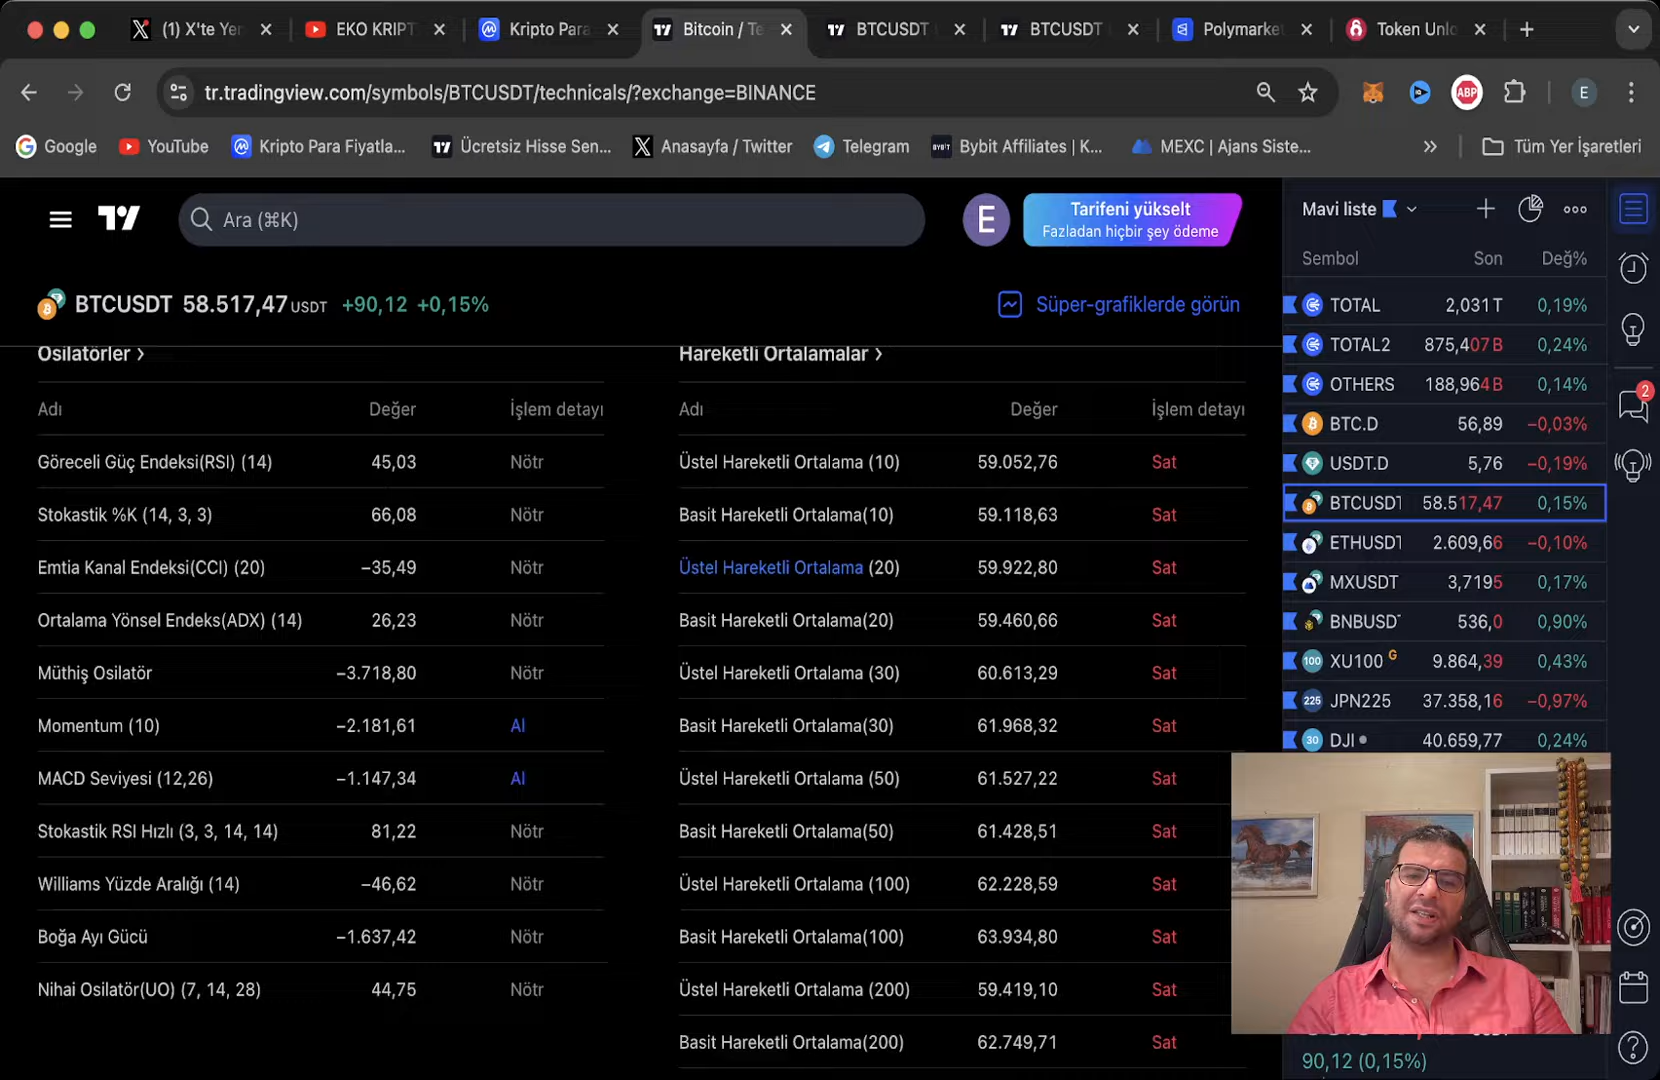 (1) X'te Yer
EKO KRIPT
Kripto Para
Bitcoin / Te
BTCUSDT
BTCUSDT
Polymarke
Token Unlo
tr.tradingview.com/symbols/BTCUSDT/technicals/?exchange=BINANCE
ABP
E
Google
YouTube
Kripto Para Fiyatla...
Ücretsiz Hisse Sen...
Anasayfa / Twitter
Telegram
BYBIT
Bybit Affiliates | K...
MEXC | Ajans Siste...
Tüm Yer İşaretleri
Ara (⌘K)
E
Tarifeni yükselt
Fazladan hiçbir şey ödeme
BTCUSDT 58.517,47 USDT +90,12 +0,15%
Süper-grafiklerde görün
Osilatörler
Adı Değer İşlem detayı
Göreceli Güç Endeksi(RSI) (14) 45,03 Nötr
Stokastik %K (14, 3, 3) 66,08 Nötr
Emtia Kanal Endeksi(CCI) (20) −35,49 Nötr
Ortalama Yönsel Endeks(ADX) (14) 26,23 Nötr
Müthiş Osilatör −3.718,80 Nötr
Momentum (10) −2.181,61 Al
MACD Seviyesi (12,26) −1.147,34 Al
Stokastik RSI Hızlı (3, 3, 14, 14) 81,22 Nötr
Williams Yüzde Aralığı (14) −46,62 Nötr
Boğa Ayı Gücü −1.637,42 Nötr
Nihai Osilatör(UO) (7, 14, 28) 44,75 Nötr
Hareketli Ortalamalar
Adı Değer İşlem detayı
Üstel Hareketli Ortalama (10) 59.052,76 Sat
Basit Hareketli Ortalama(10) 59.118,63 Sat
Üstel Hareketli Ortalama (20) 59.922,80 Sat
Basit Hareketli Ortalama(20) 59.460,66 Sat
Üstel Hareketli Ortalama (30) 60.613,29 Sat
Basit Hareketli Ortalama(30) 61.968,32 Sat
Üstel Hareketli Ortalama (50) 61.527,22 Sat
Basit Hareketli Ortalama(50) 61.428,51 Sat
Üstel Hareketli Ortalama (100) 62.228,59 Sat
Basit Hareketli Ortalama(100) 63.934,80 Sat
Üstel Hareketli Ortalama (200) 59.419,10 Sat
Basit Hareketli Ortalama(200) 62.749,71 Sat
Mavi liste
Sembol Son Değ%
TOTAL 2,031T 0,19%
TOTAL2 875,407B 0,24%
OTHERS 188,964B 0,14%
BTC.D 56,89 −0,03%
USDT.D 5,76 −0,19%
BTCUSDT 58.517,47 0,15%
ETHUSDT 2.609,66 −0,10%
MXUSDT 3,7195 0,17%
BNBUSDT 536,0 0,90%
100 XU100 G 9.864,39 0,43%
225 JPN225 37.358,16 −0,97%
30 DJI 40.659,77 0,24%
90,12 (0,15%)
2